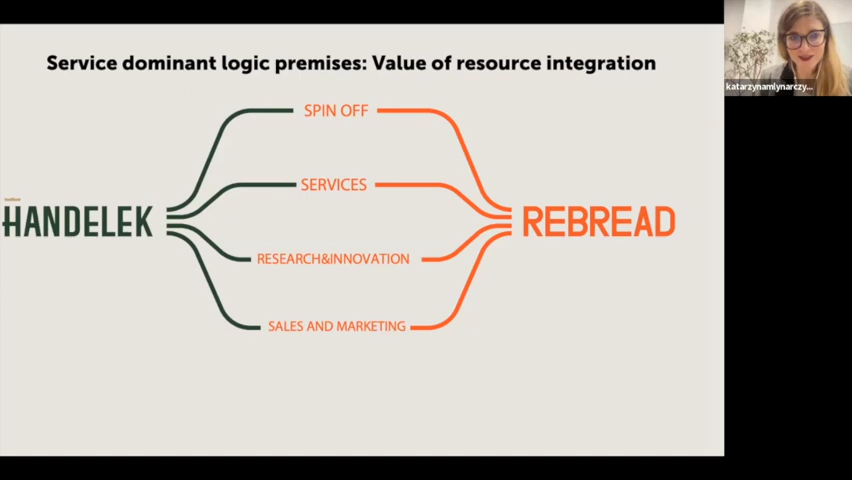 Service dominant logic premises: Value of resource integration
katarzynamlynarczy...
SPIN OFF
SERVICES
HANDELEK
REBREAD
RESEARCH&INNOVATION
SALES AND MARKETING